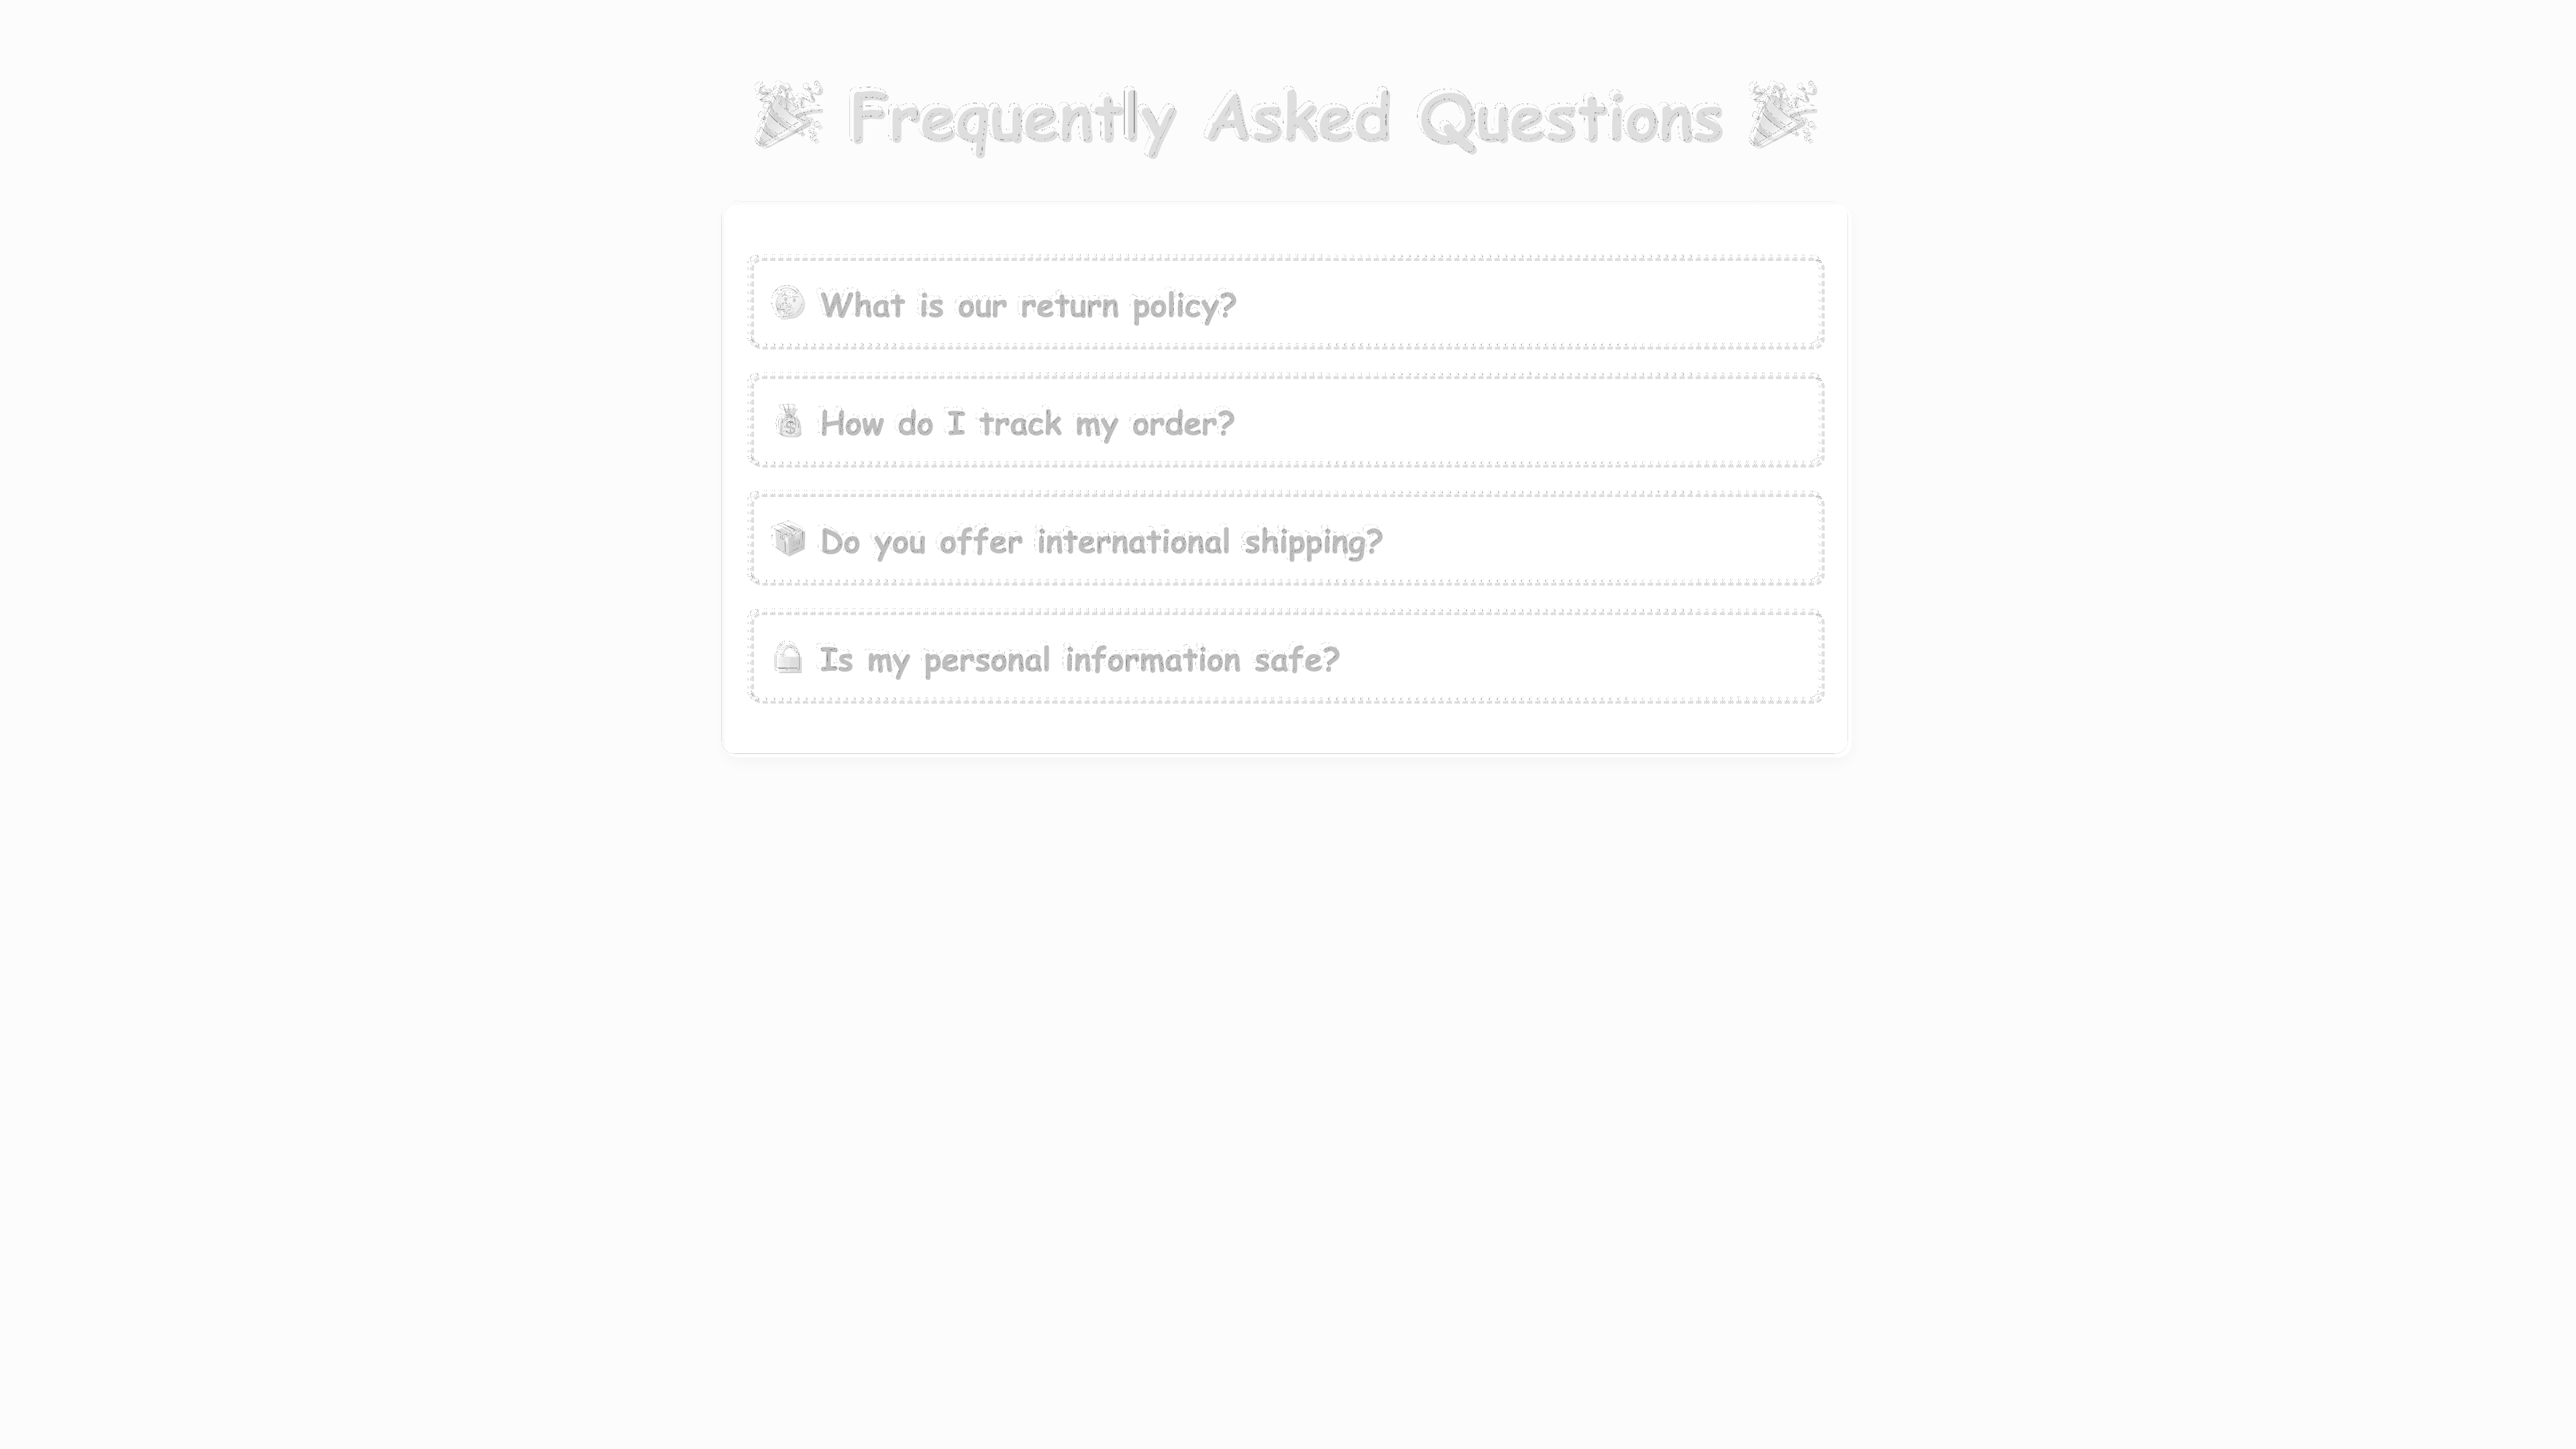 🎉 Frequently Asked Questions 🎉
🤔 What is our return policy?
💰 How do I track my order?
📦 Do you offer international shipping?
🔒 Is my personal information safe?